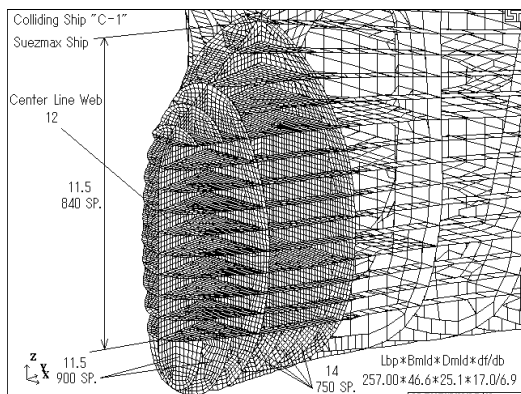 Colliding Ship "C-1"
Suezmax Ship
Center Line Web
12
11.5
840 SP.
Z
Y
X
11.5
900 SP.
14
750 SP.
Lbp*Bmld*Dmld*df/db
257.00*46.6*25.1*17.0/6.9